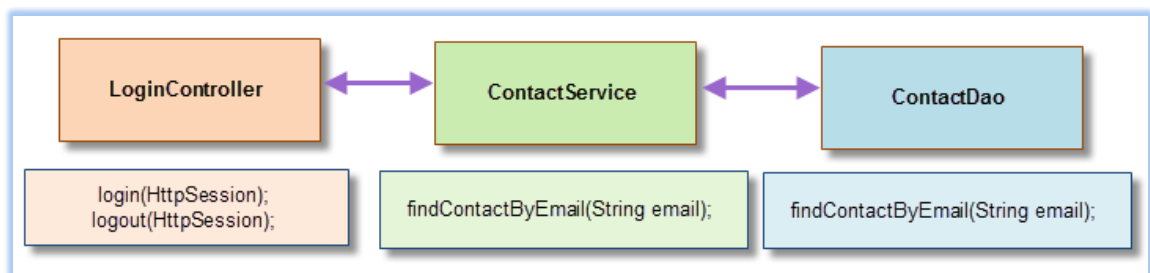 LoginController
ContactService
ContactDao
login(HttpSession);
logout(HttpSession);
findContactByEmail(String email);
findContactByEmail(String email);